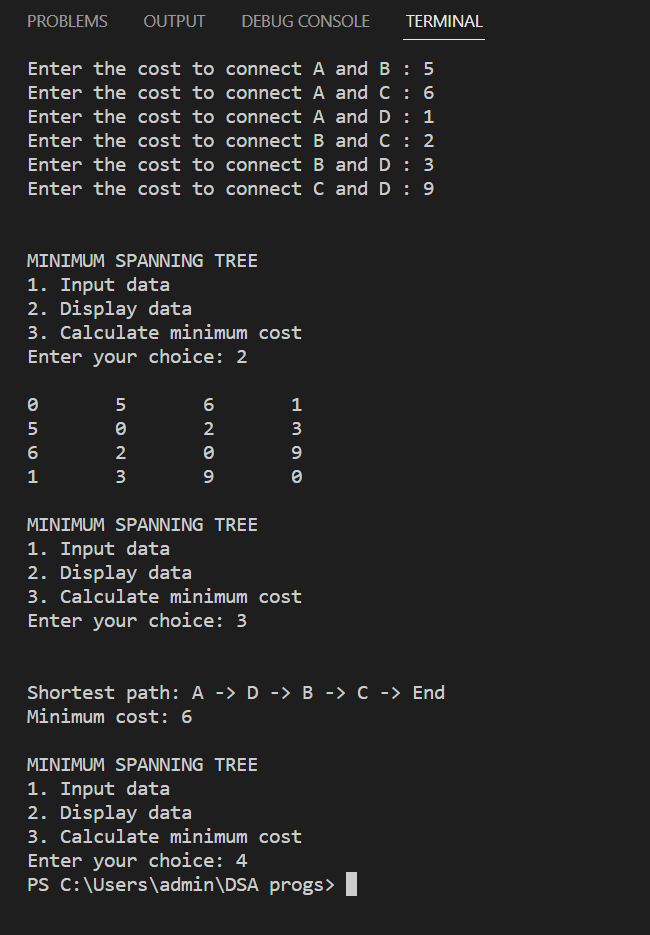 PROBLEMS OUTPUT DEBUG CONSOLE TERMINAL
Enter the cost to connect A and B : 5
Enter the cost to connect A and C : 6
Enter the cost to connect A and D : 1
Enter the cost to connect B and C : 2
Enter the cost to connect B and D : 3
Enter the cost to connect C and D : 9
MINIMUM SPANNING TREE
1. Input data
2. Display data
3. Calculate minimum cost
Enter your choice: 2
0 5 6 1
5 0 2 3
6 2 0 9
1 3 9 0
MINIMUM SPANNING TREE
1. Input data
2. Display data
3. Calculate minimum cost
Enter your choice: 3
Shortest path: A -> D -> B -> C -> End
Minimum cost: 6
MINIMUM SPANNING TREE
1. Input data
2. Display data
3. Calculate minimum cost
Enter your choice: 4
PS C:\Users\admin\DSA progs>